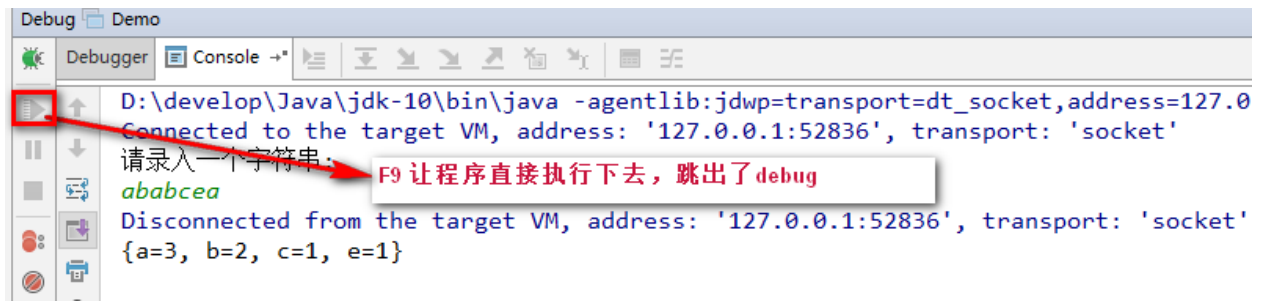 Debug Demo
Debugger Console
D:\develop\Java\jdk-10\bin\java -agentlib:jdwp=transport=dt_socket,address=127.0
Connected to the target VM, address: '127.0.0.1:52836', transport: 'socket'
请录入一个字符串:
F9 让程序直接执行下去，跳出了debug
ababcea
Disconnected from the target VM, address: '127.0.0.1:52836', transport: 'socket'
{a=3, b=2, c=1, e=1}